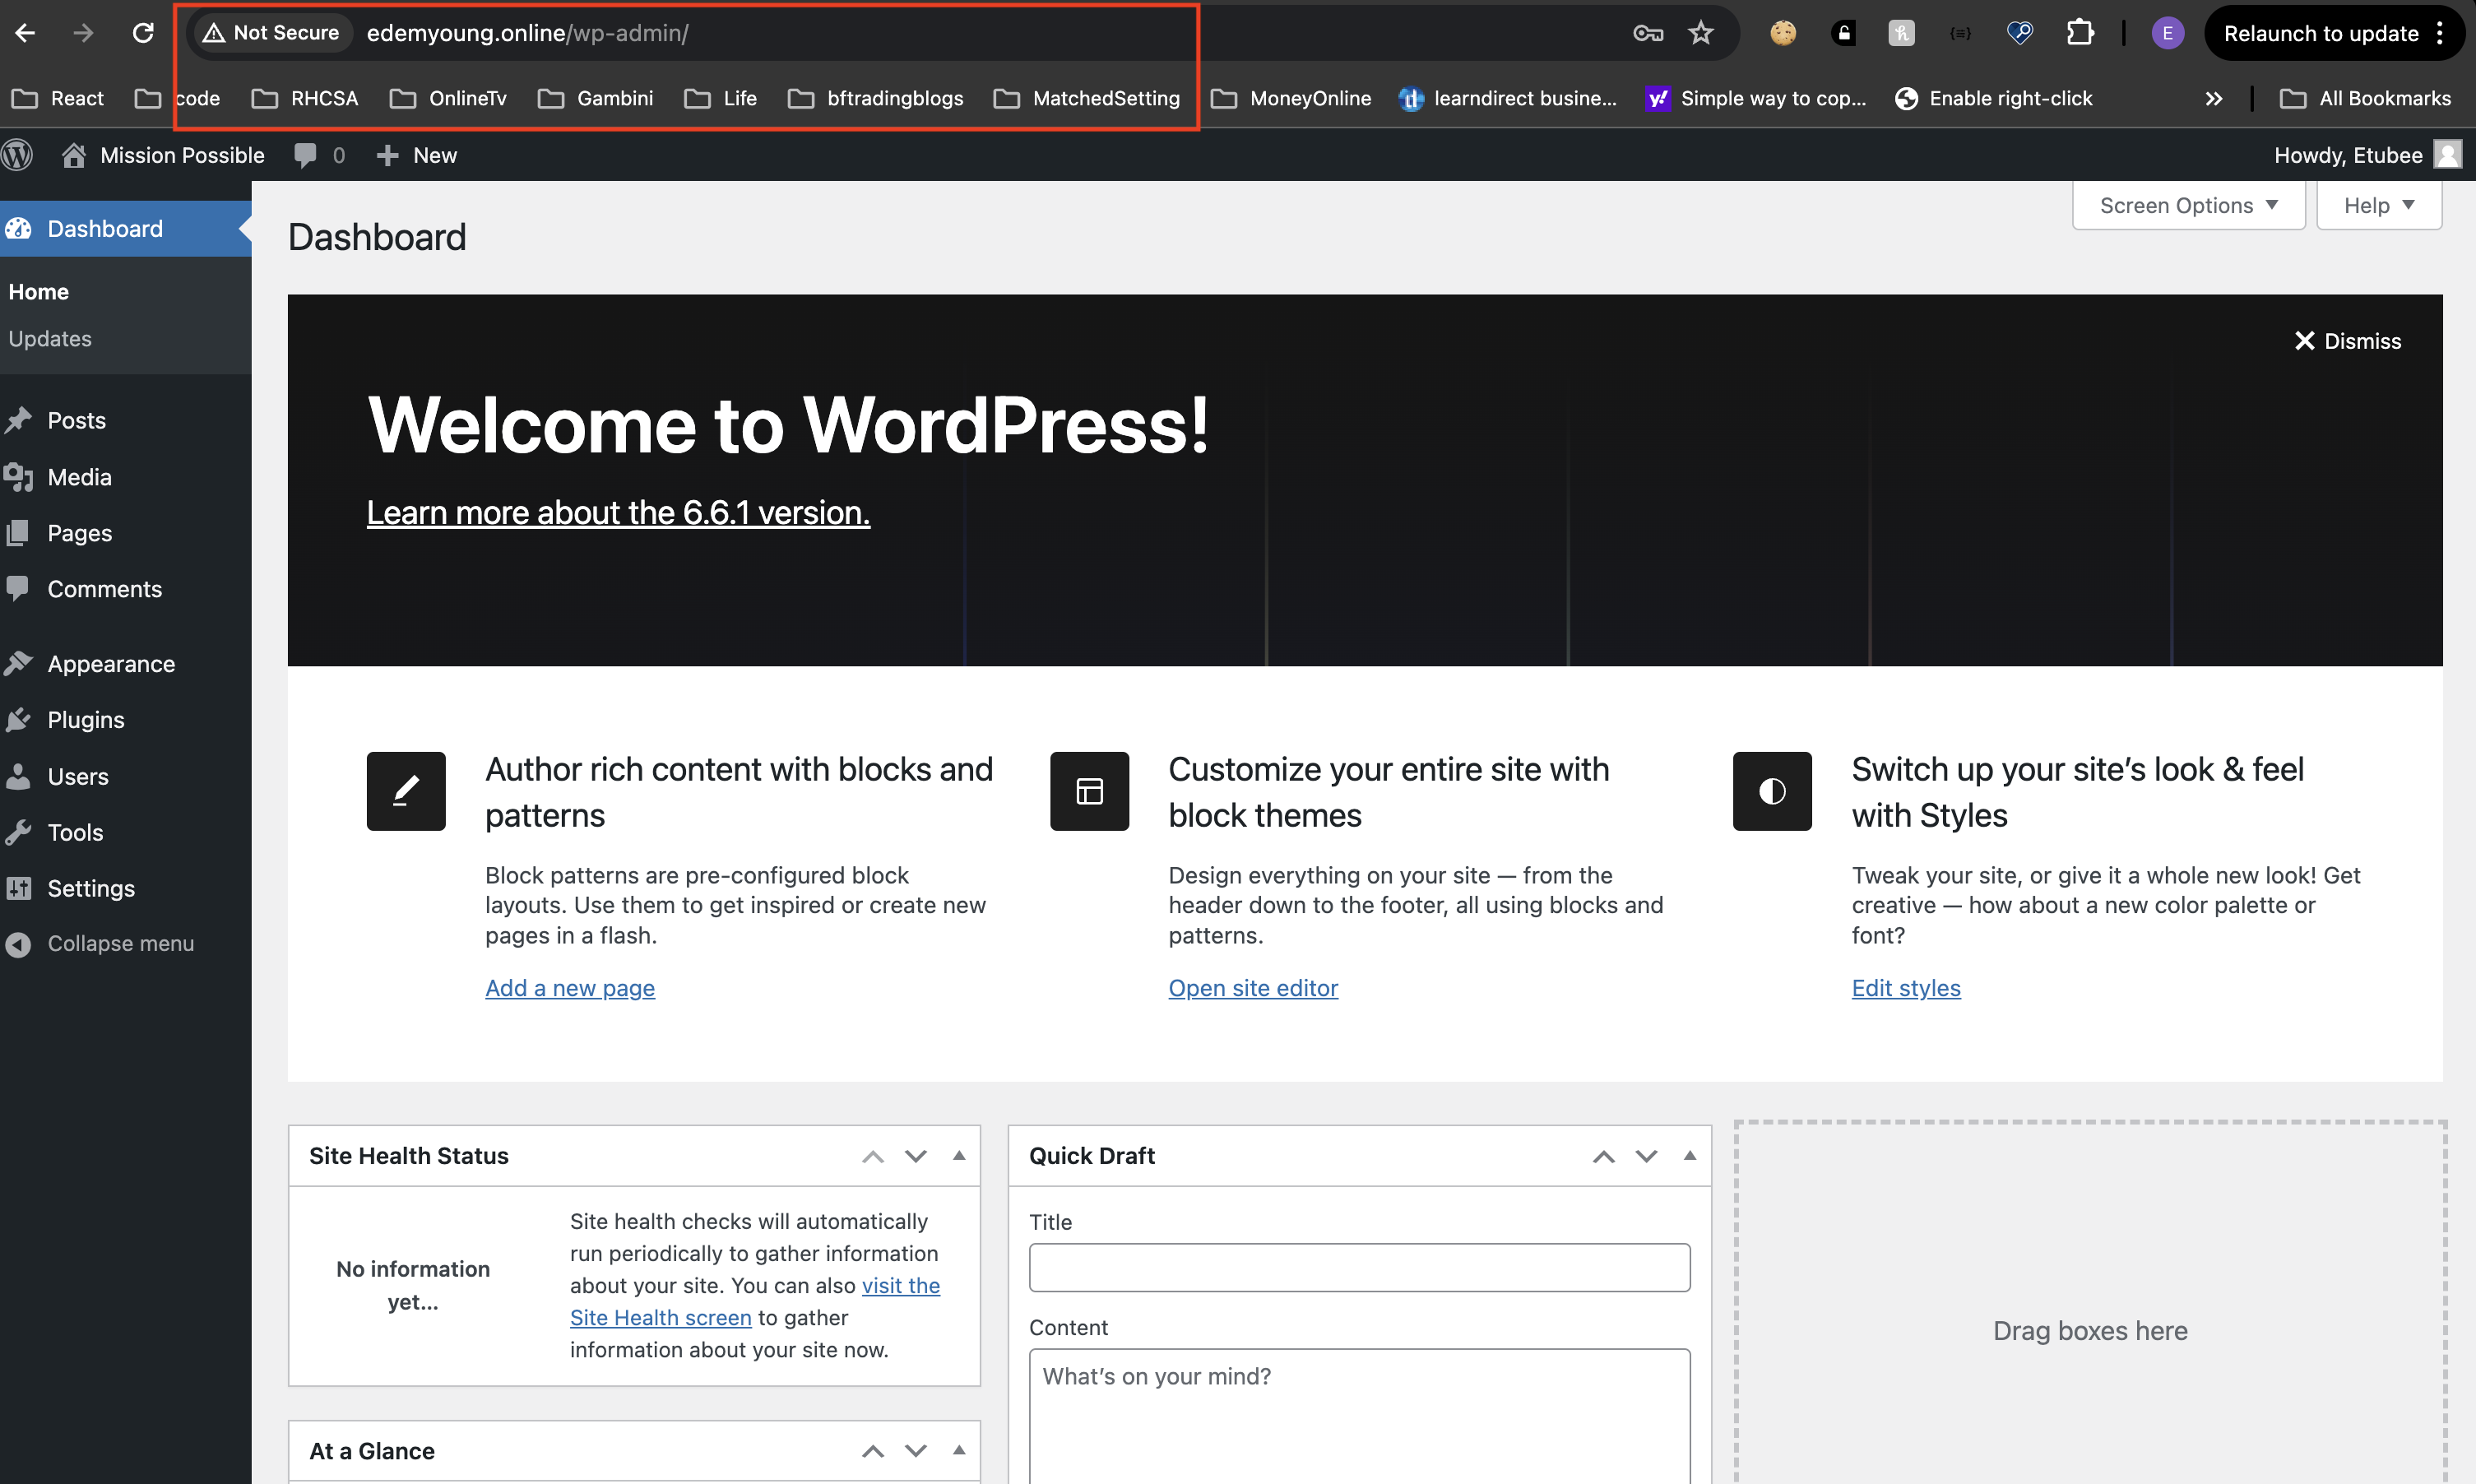 Not Secure edemyoung.online/wp-admin/ E Relaunch to update
React code RHCSA OnlineTv Gambini Life bftradingblogs MatchedSetting MoneyOnline learndirect busine... Simple way to cop... Enable right-click All Bookmarks
Mission Possible 0 New Howdy, Etubee
Screen Options Help
Dashboard
Home
Updates
Posts
Media
Pages
Comments
Appearance
Plugins
Users
Tools
Settings
Collapse menu
Dashboard
Dismiss
Welcome to WordPress!
Learn more about the 6.6.1 version.
Author rich content with blocks and
patterns
Block patterns are pre-configured block
layouts. Use them to get inspired or create new
pages in a flash.
Add a new page
Customize your entire site with
block themes
Design everything on your site — from the
header down to the footer, all using blocks and
patterns.
Open site editor
Switch up your site’s look & feel
with Styles
Tweak your site, or give it a whole new look! Get
creative — how about a new color palette or
font?
Edit styles
Site Health Status
No information
yet...
Site health checks will automatically
run periodically to gather information
about your site. You can also visit the
Site Health screen to gather
information about your site now.
At a Glance
Quick Draft
Title
Content
What’s on your mind?
Drag boxes here